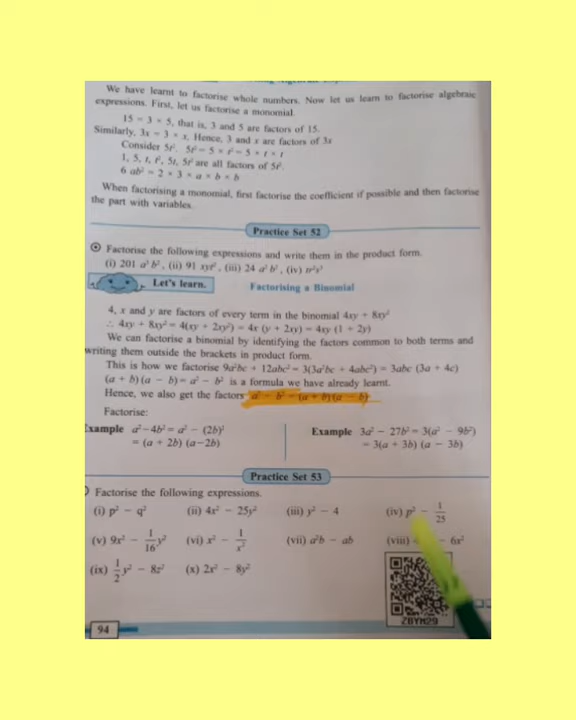 We have learnt to factorise whole numbers. Now let us learn to factorise algebraic
expressions. First, let us factorise a monomial.
15 = 3 × 5, that is, 3 and 5 are factors of 15.
Similarly, 3x = 3 × x, Hence, 3 and x are factors of 3x
Consider 5t². 5t² = 5 × t² = 5 × t × t
1, 5, t, t², 5t, 5t² are all factors of 5t².
6 ab² = 2 × 3 × a × b × b
When factorising a monomial, first factorise the coefficient if possible and then factorise
the part with variables.
Practice Set 52
Factorise the following expressions and write them in the product form.
(i) 201 a³ b², (ii) 91 xyt², (iii) 24 a² b², (iv)
Let's learn. Factorising a Binomial
4, x and y are factors of every term in the binomial 4xy + 8xy²
∴ 4xy + 8xy² = 4(xy + 2xy²) = 4x (y + 2xy) = 4xy (1 + 2y)
We can factorise a binomial by identifying the factors common to both terms and
writing them outside the brackets in product form.
This is how we factorise 9a²bc + 12abc² = 3(3a²bc + 4abc²) = 3abc (3a + 4c)
(a + b) (a − b) = a² − b² is a formula we have already learnt.
Hence, we also get the factors a² − b² = (a + b) (a − b)
Factorise:
Example a² − 4b² = a² − (2b)²
= (a + 2b) (a−2b)
Example 3a² − 27b² = 3(a² − 9b²)
= 3(a + 3b) (a − 3b)
Practice Set 53
Factorise the following expressions.
(i) p² − q² (ii) 4x² − 25y² (iii) y² − 4 (iv) p² − 1/25
(v) 9x² − 1/16 y² (vi) x² − 1/x² (vii) a²b − ab (viii) − 6x²
(ix) 1/2 y² − 8z² (x) 2x² − 8y²
94
ZBYM29